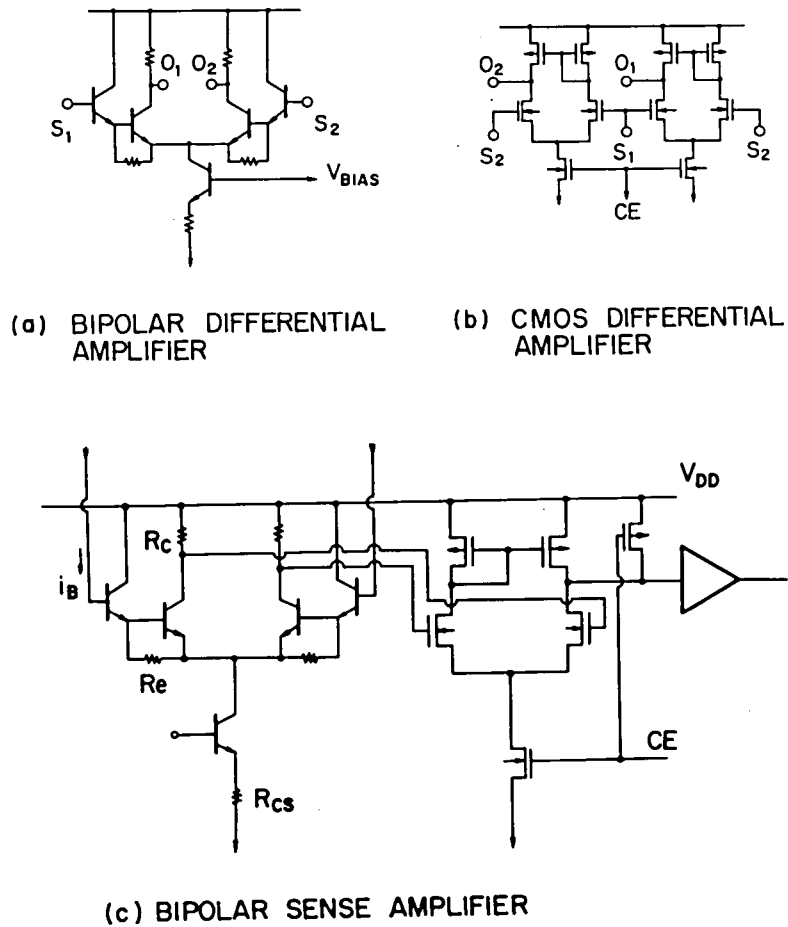 O1 O2
S1 S2
VBIAS
O2 O1
S2 S1 S2
CE
(a) BIPOLAR DIFFERENTIAL
AMPLIFIER
(b) CMOS DIFFERENTIAL
AMPLIFIER
VDD
Rc
iB
Re
CE
Rcs
(c) BIPOLAR SENSE AMPLIFIER